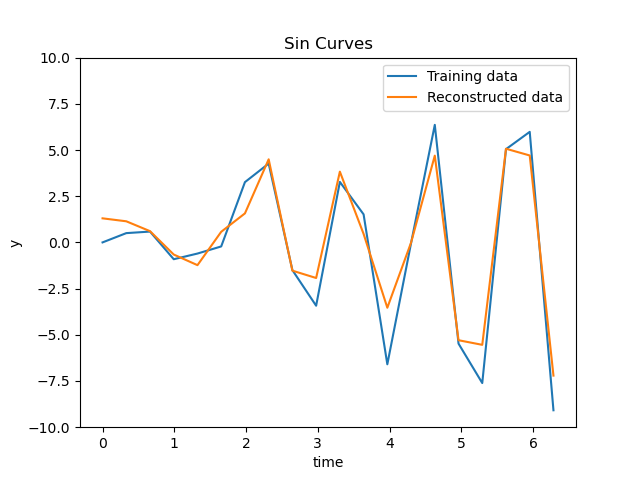 Sin Curves
Training data
Reconstructed data
y
10.0
7.5
5.0
2.5
0.0
−2.5
−5.0
−7.5
−10.0
0 1 2 3 4 5 6
time